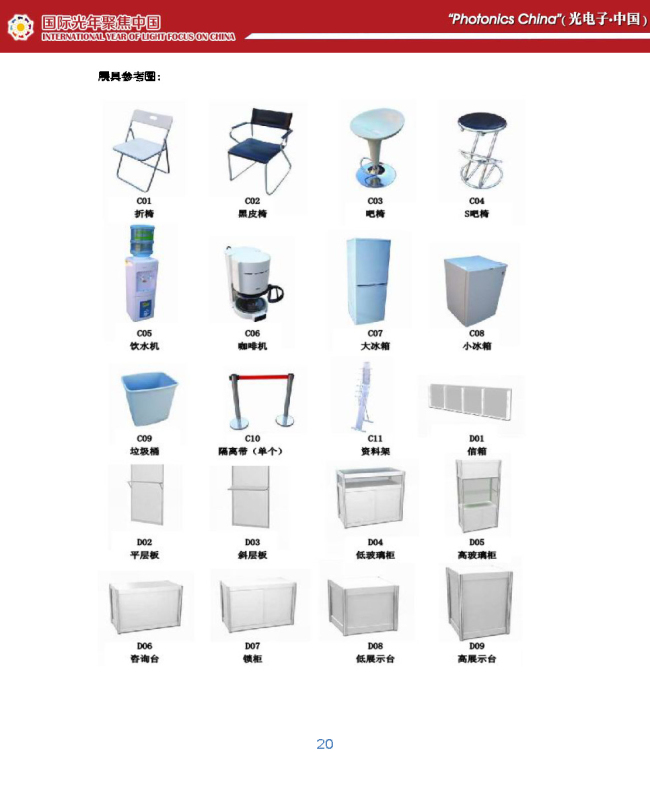 国际光年聚焦中国
INTERNATIONAL YEAR OF LIGHT FOCUS ON CHINA
“Photonics China”( 光电子·中国 )
展具参考图：
C01 C02 C03 C04
折椅 黑皮椅 吧椅 S吧椅
C05 C06 C07 C08
饮水机 咖啡机 大冰箱 小冰箱
C09 C10 C11 D01
垃圾桶 隔离带（单个） 资料架 信箱
D02 D03 D04 D05
平层板 斜层板 低玻璃柜 高玻璃柜
D06 D07 D08 D09
咨询台 锁柜 低展示台 高展示台
20